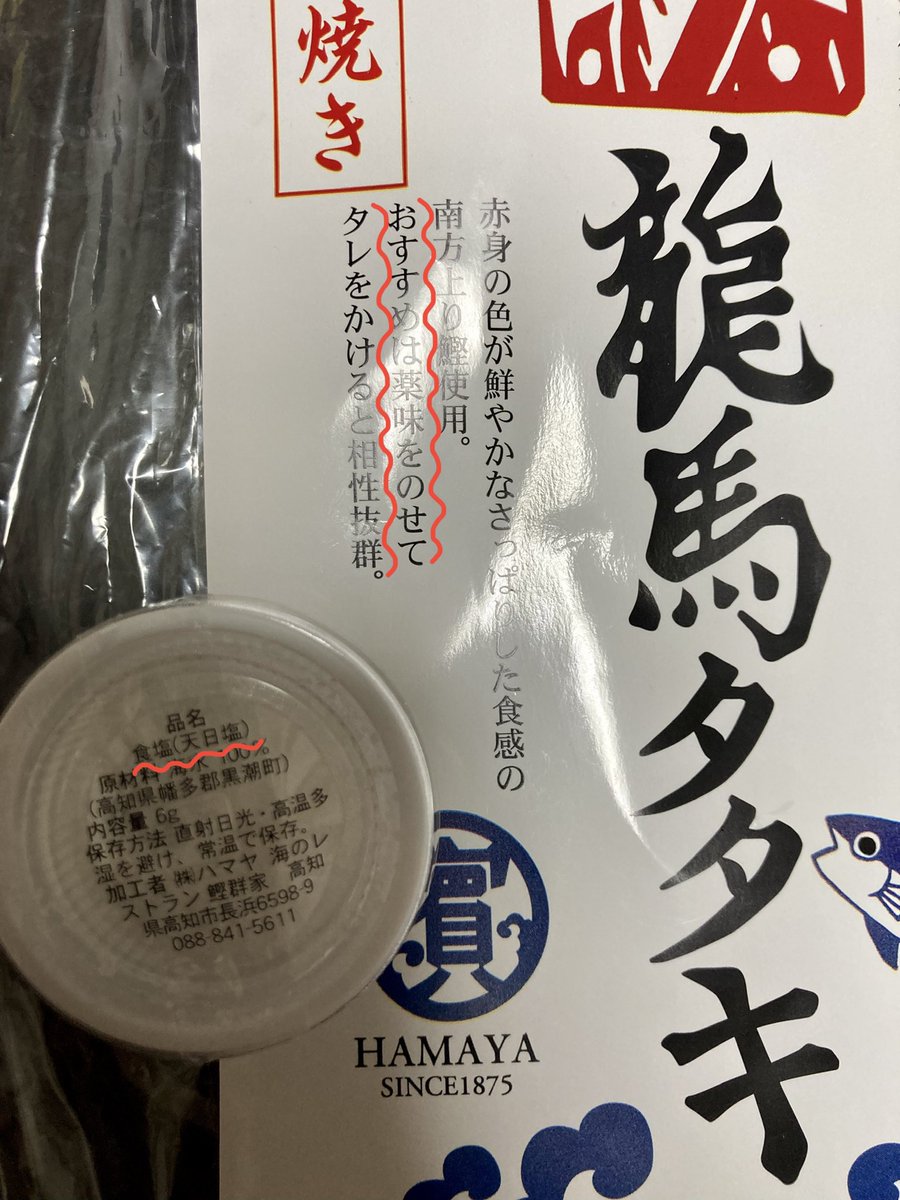 焼き
龍馬タタキ
赤身の色が鮮やかなさっぱりした食感の
南方上り鰹使用。
おすすめは薬味をのせて
タレをかけると相性抜群。
品名
食塩(天日塩)
原材料 海水 100%
(高知県幡多郡黒潮町)
内容量 6g
保存方法 直射日光・高温多
湿を避け、常温で保存。
加工者 ㈱ハマヤ 海のレ
ストラン 鰹群家 高知
県高知市長浜6598-9
088-841-5611
HAMAYA
SINCE1875